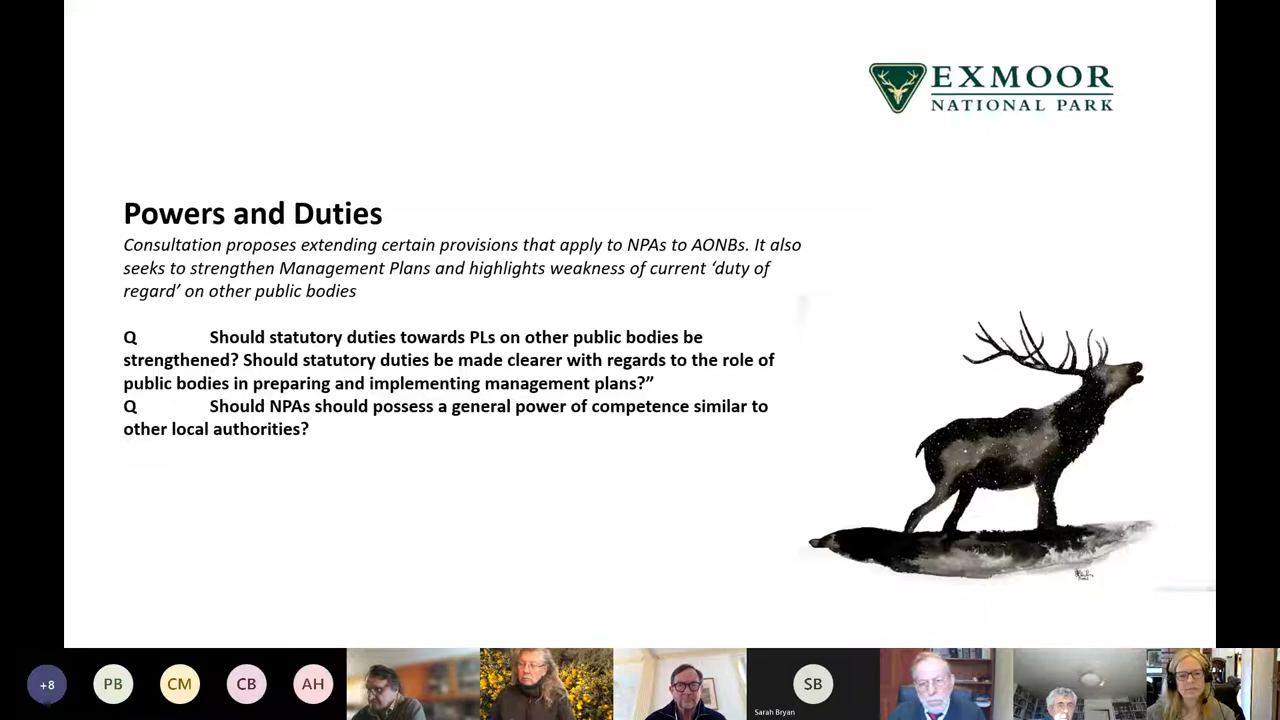 EXMOOR
NATIONAL PARK
Powers and Duties
Consultation proposes extending certain provisions that apply to NPAs to AONBs. It also
seeks to strengthen Management Plans and highlights weakness of current ‘duty of
regard’ on other public bodies
Q Should statutory duties towards PLs on other public bodies be
strengthened? Should statutory duties be made clearer with regards to the role of
public bodies in preparing and implementing management plans?”
Q Should NPAs should possess a general power of competence similar to
other local authorities?
+8
PB
CM
CB
AH
SB
Sarah Bryan